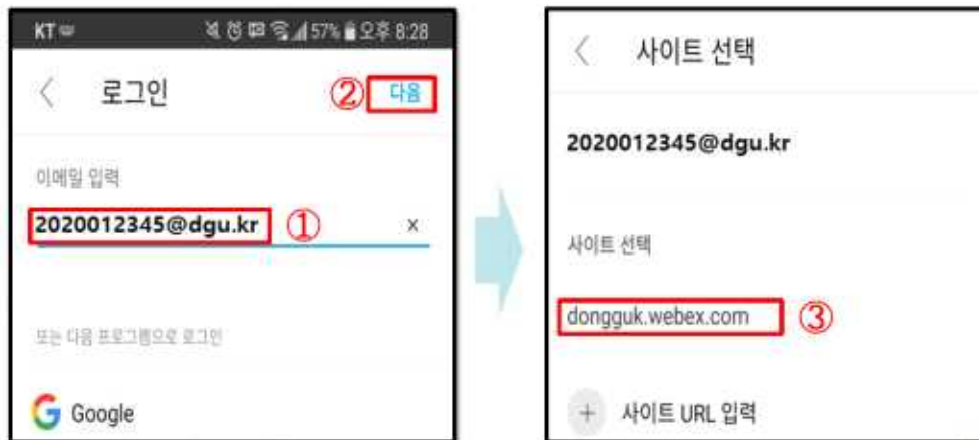 KT 57% 오후 8:28
로그인
② 다음
이메일 입력
2020012345@dgu.kr ① ×
또는 다음 프로그램으로 로그인
G Google
사이트 선택
2020012345@dgu.kr
사이트 선택
dongguk.webex.com ③
+ 사이트 URL 입력